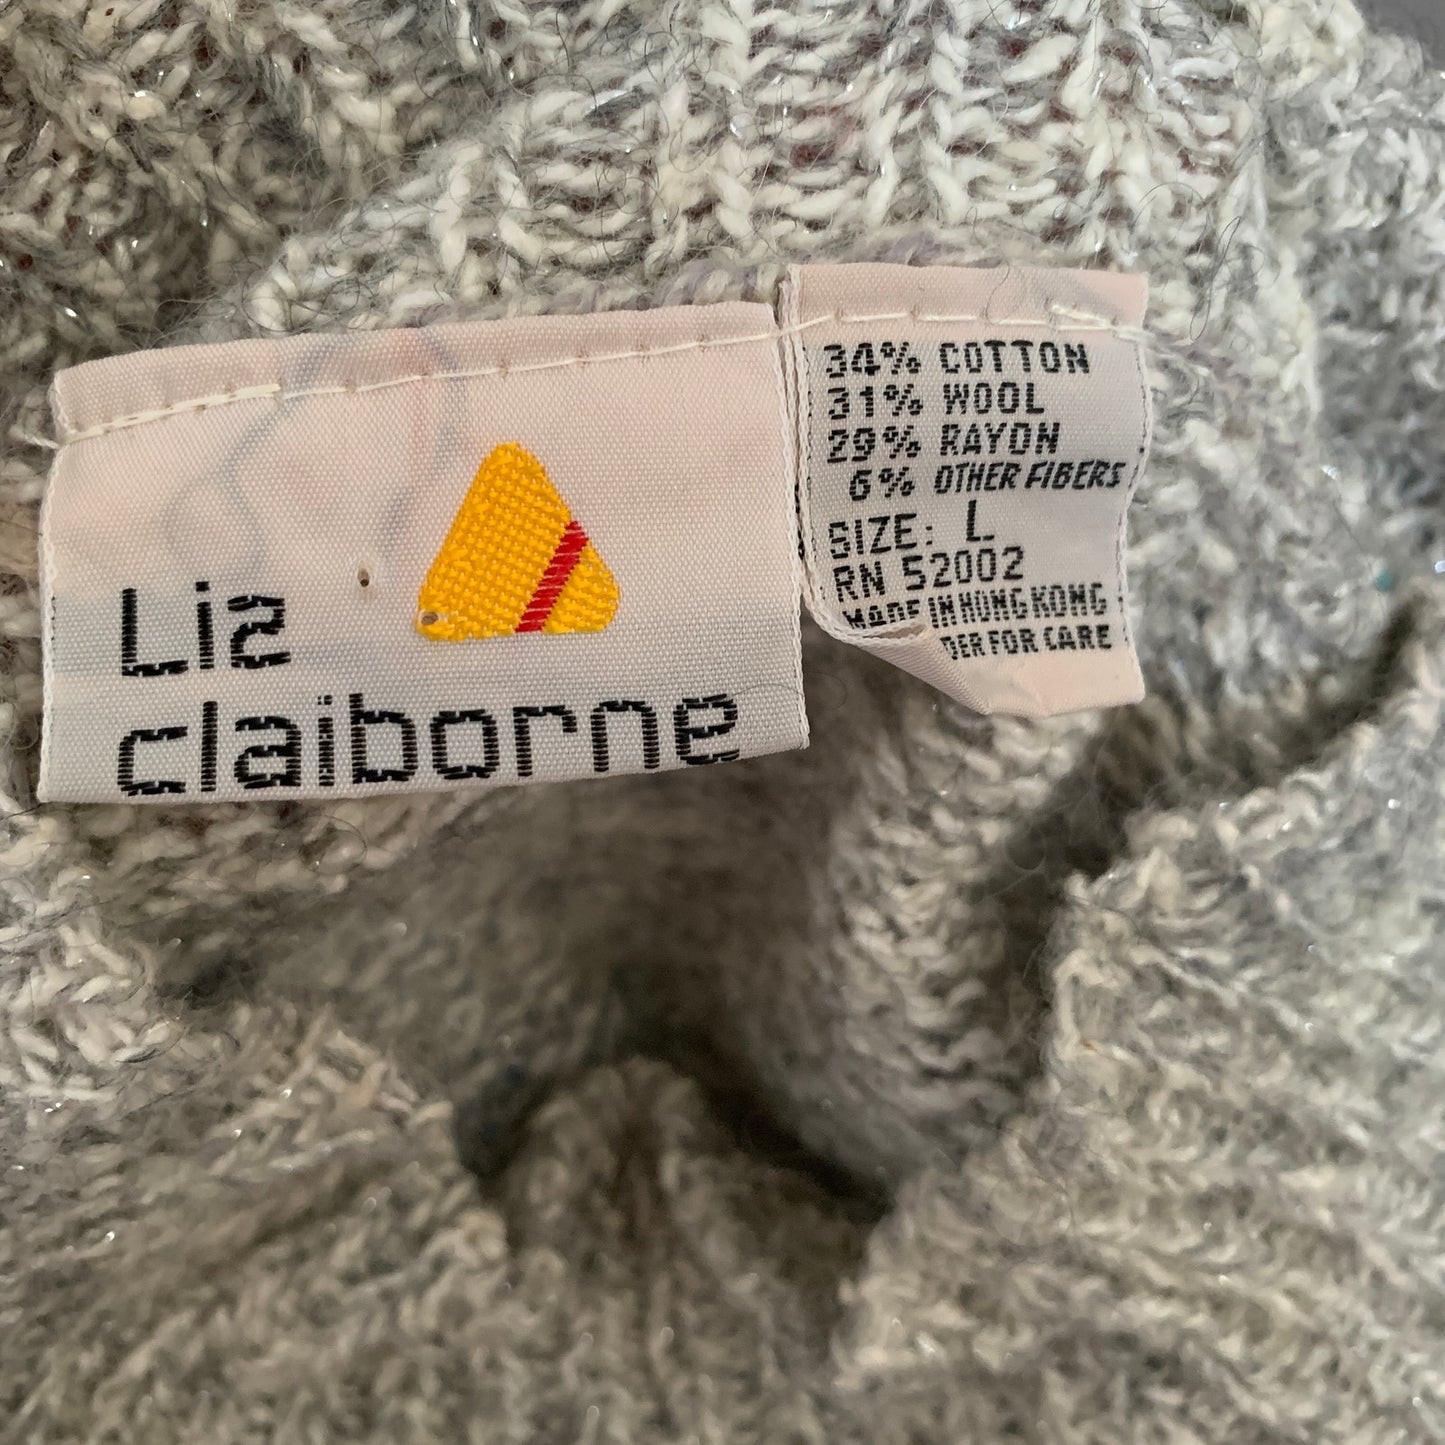 Liz
claiborne
34% COTTON
31% WOOL
29% RAYON
6% OTHER FIBERS
SIZE: L
RN 52002
MADE IN HONG KONG
FOR CARE